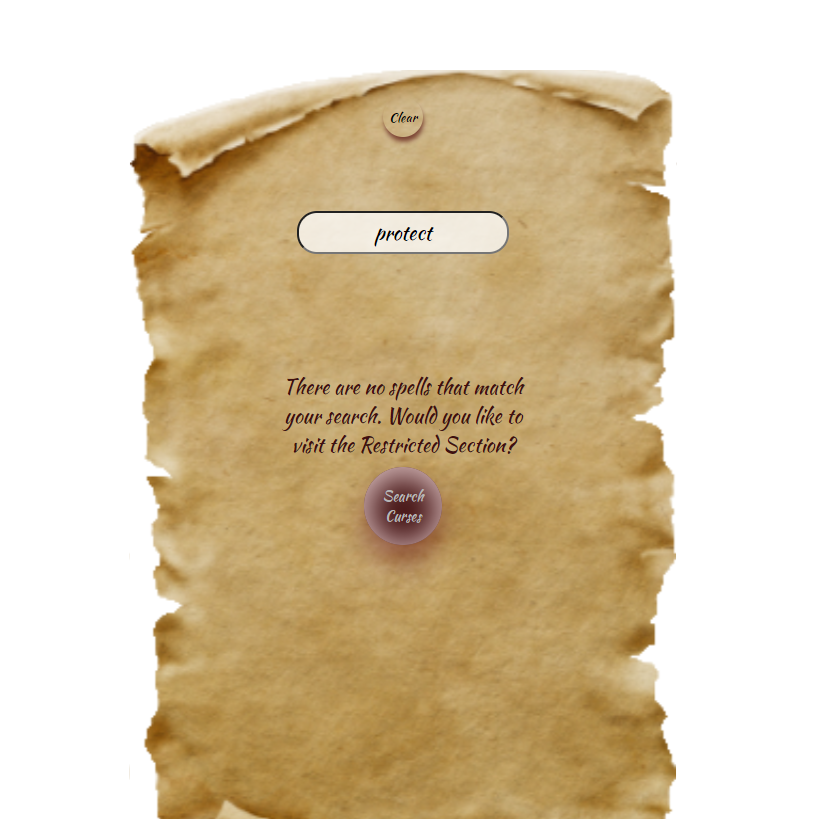 Clear
protect
There are no spells that match
your search. Would you like to
visit the Restricted Section?
Search
Curses